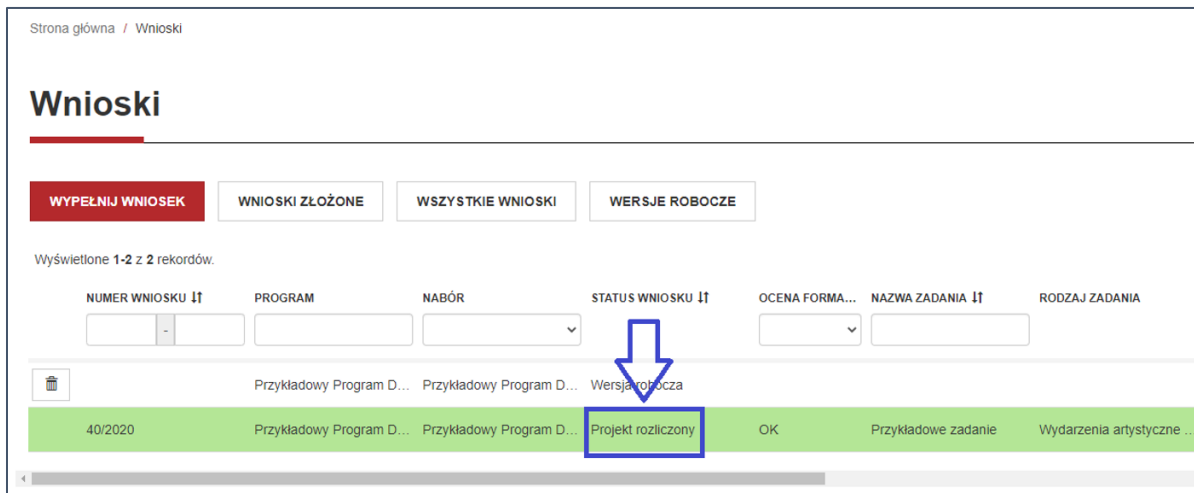 Strona główna / Wnioski
Wnioski
WYPEŁNIJ WNIOSEK WNIOSKI ZŁOŻONE WSZYSTKIE WNIOSKI WERSJE ROBOCZE
Wyświetlone 1-2 z 2 rekordów.
NUMER WNIOSKU PROGRAM NABÓR STATUS WNIOSKU OCENA FORMA... NAZWA ZADANIA RODZAJ ZADANIA
-
Przykładowy Program D... Przykładowy Program D... Wersja robocza
40/2020 Przykładowy Program D... Przykładowy Program D... Projekt rozliczony OK Przykładowe zadanie Wydarzenia artystyczne ...